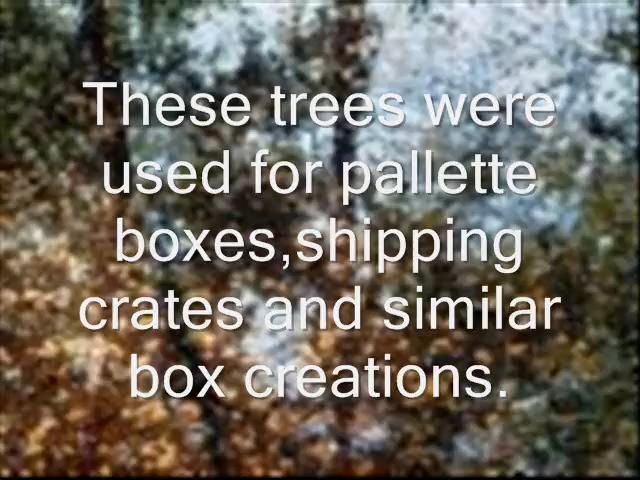 These trees were
used for pallette
boxes,shipping
crates and similar
box creations.